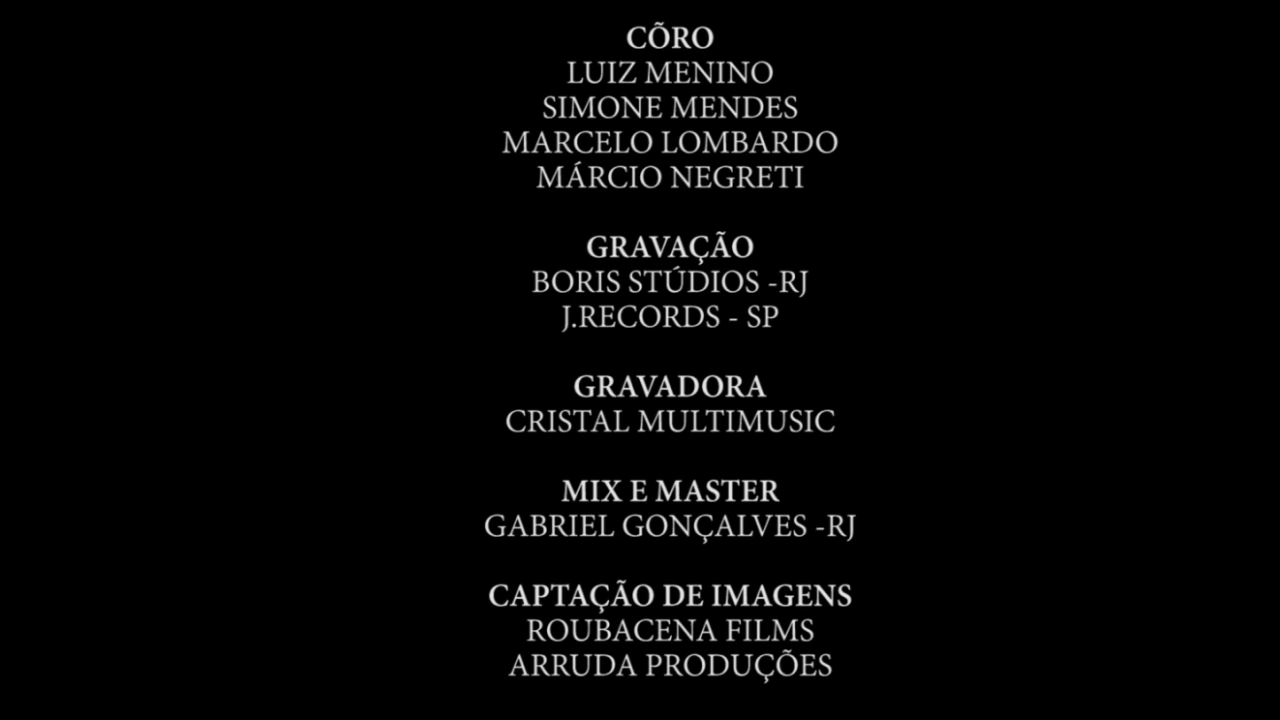 CÕRO
LUIZ MENINO
SIMONE MENDES
MARCELO LOMBARDO
MÁRCIO NEGRETI
GRAVAÇÃO
BORIS STÚDIOS -RJ
J.RECORDS - SP
GRAVADORA
CRISTAL MULTIMUSIC
MIX E MASTER
GABRIEL GONÇALVES -RJ
CAPTAÇÃO DE IMAGENS
ROUBACENA FILMS
ARRUDA PRODUÇÕES